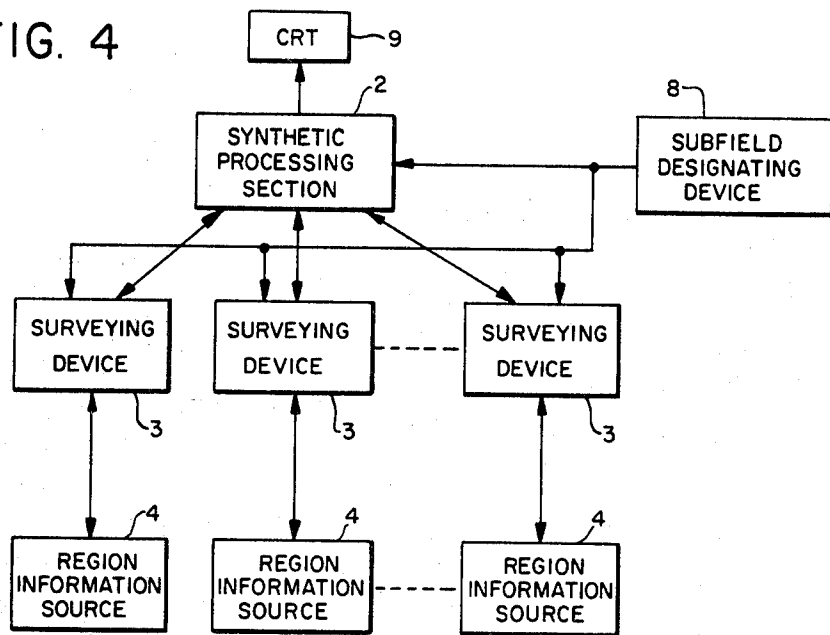 FIG. 4
CRT
9
2
SYNTHETIC
PROCESSING
SECTION
8
SUBFIELD
DESIGNATING
DEVICE
SURVEYING
DEVICE
3
SURVEYING
DEVICE
3
SURVEYING
DEVICE
3
4
REGION
INFORMATION
SOURCE
4
REGION
INFORMATION
SOURCE
4
REGION
INFORMATION
SOURCE